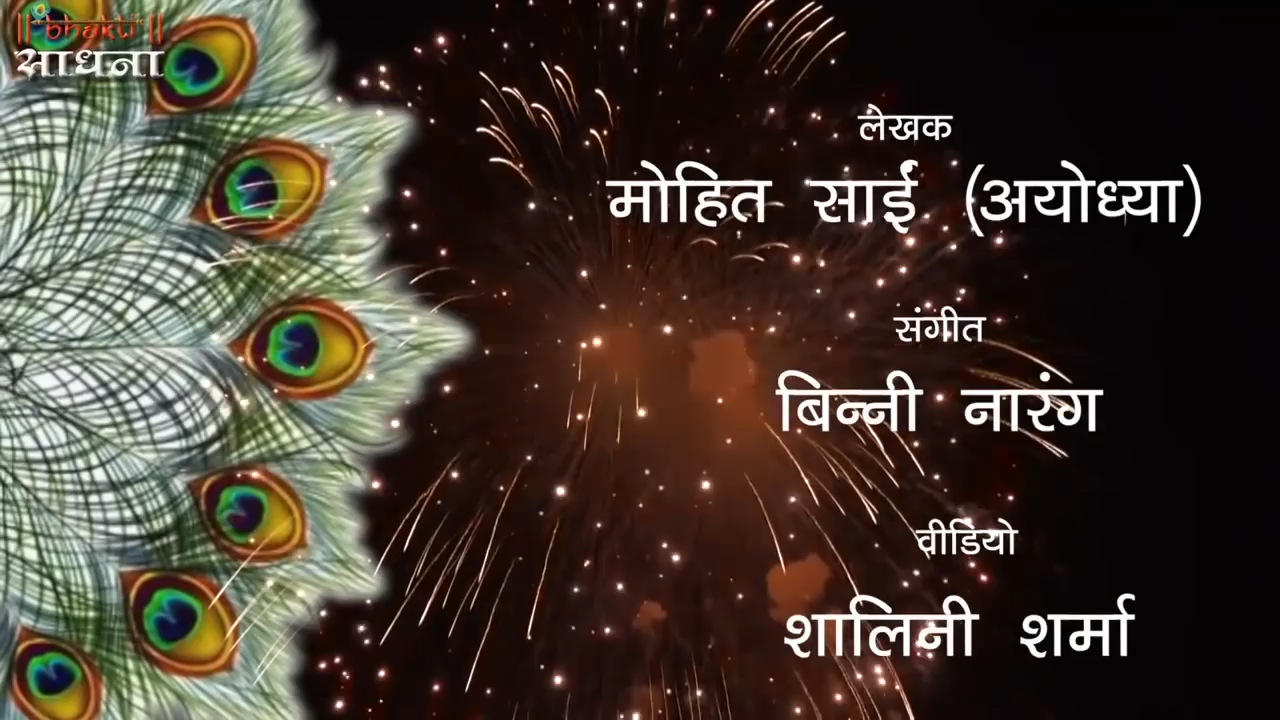 || bhakti ||
साधना
लेखक
मोहित साईं (अयोध्या)
संगीत
बिन्नी नारंग
वीडियो
शालिनी शर्मा